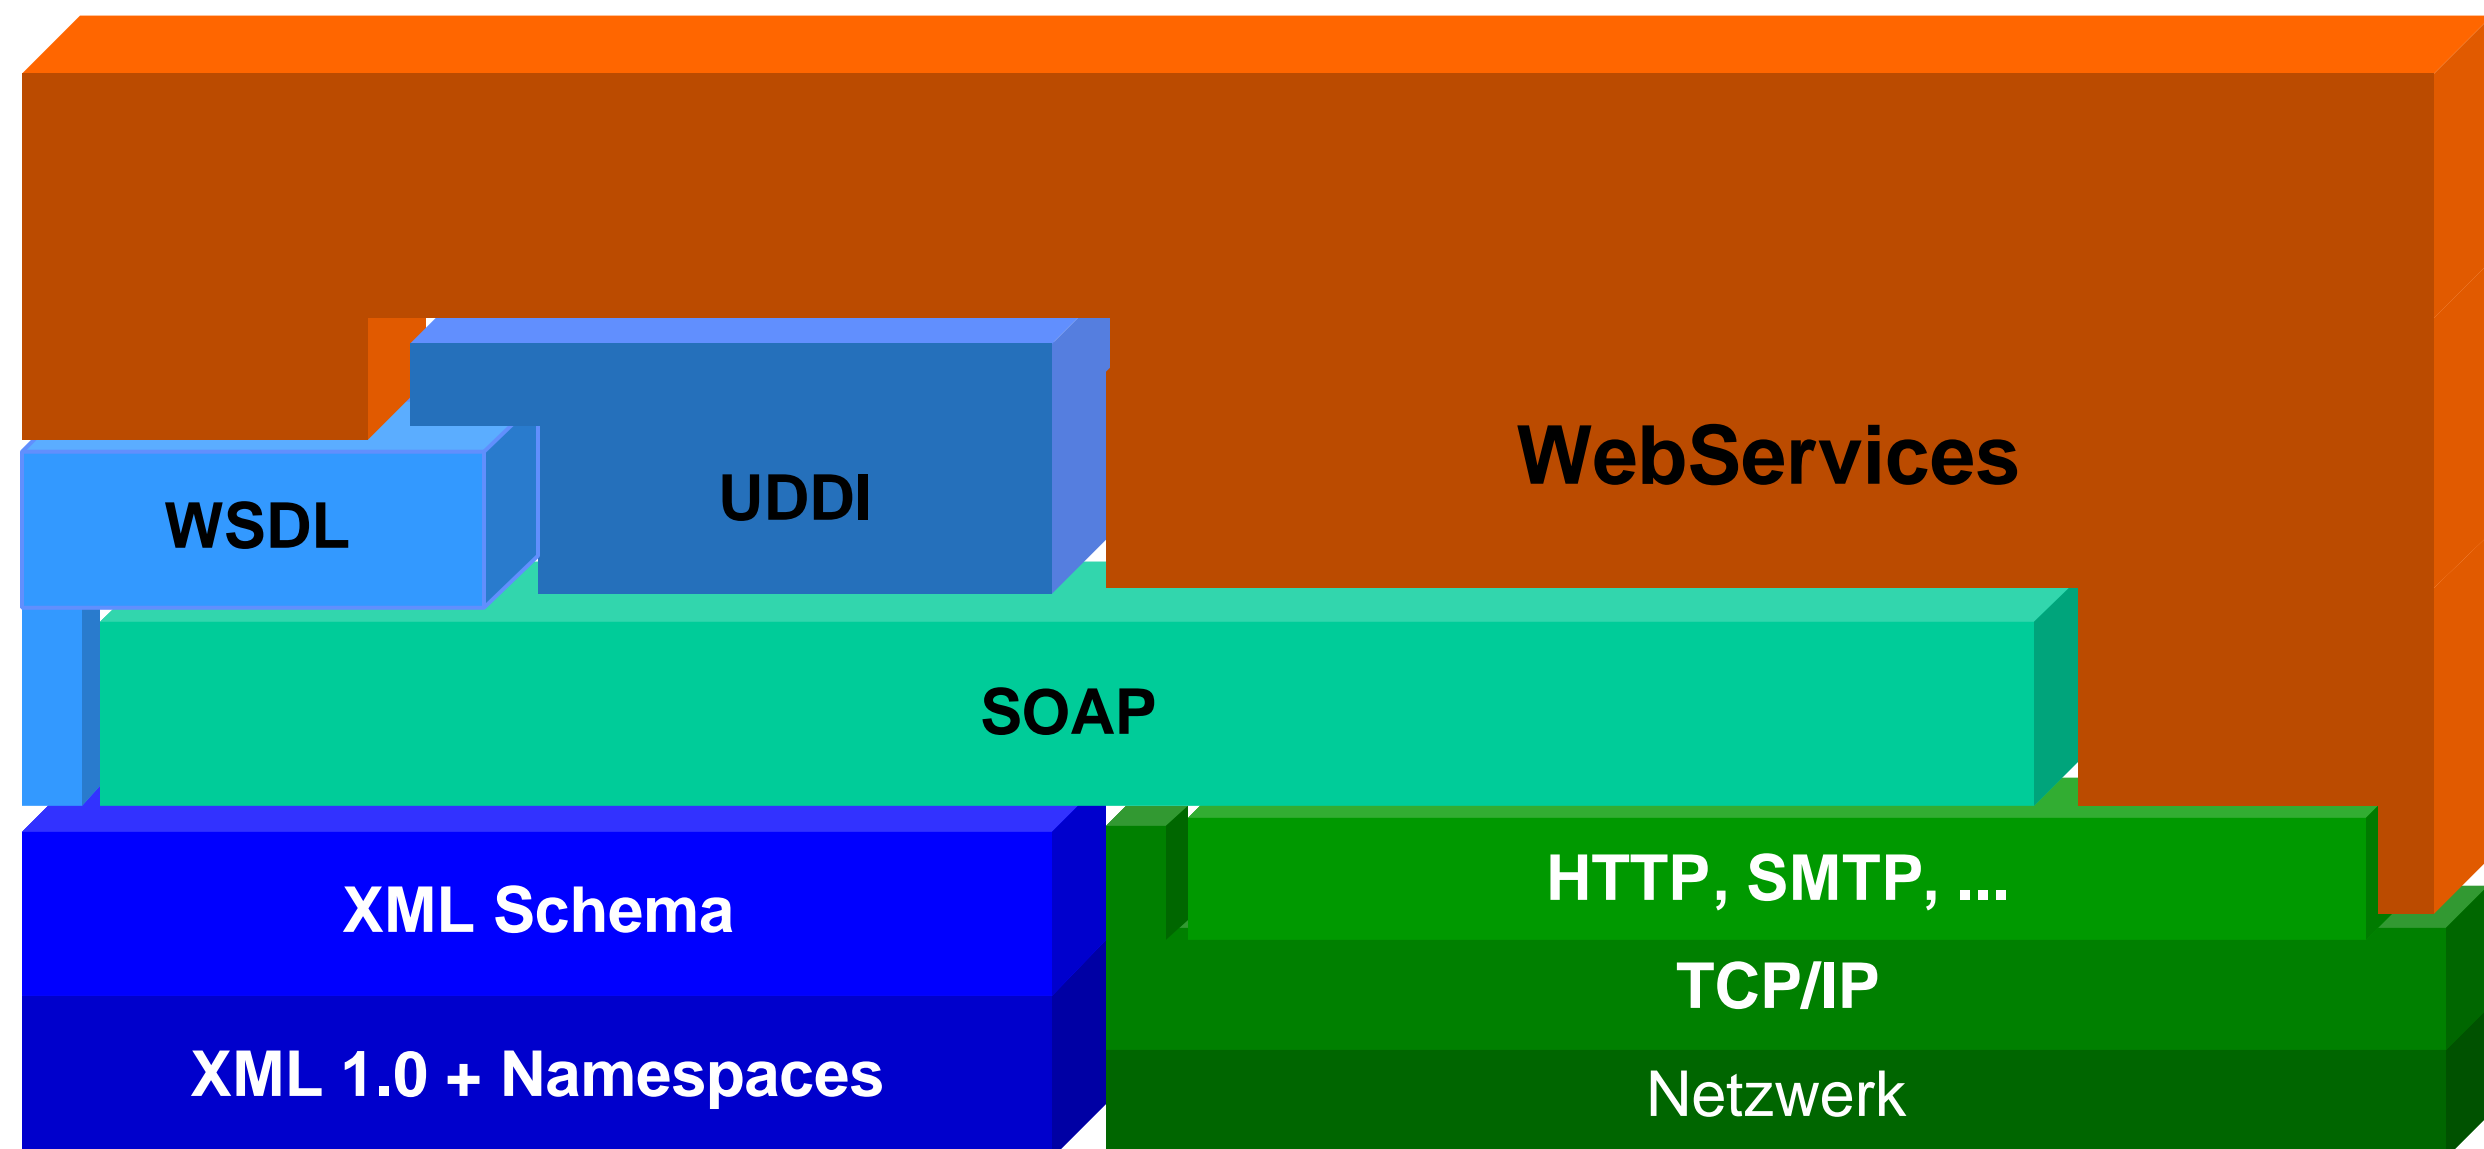 WebServices
UDDI
WSDL
SOAP
XML Schema
XML 1.0 + Namespaces
HTTP, SMTP, ...
TCP/IP
Netzwerk